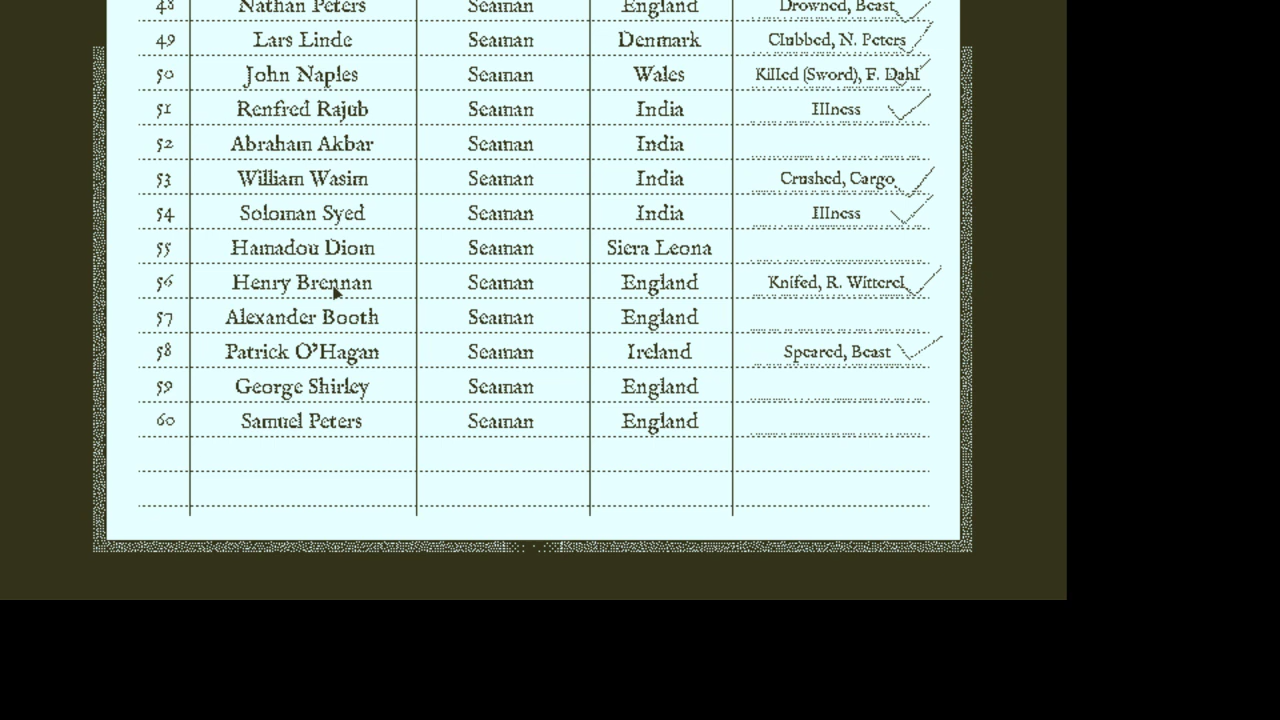 48 Nathan Peters Seaman England Drowned, Beast
49 Lars Linde Seaman Denmark Clubbed, N. Peters
50 John Naples Seaman Wales Killed (Sword), F. Dahl
51 Renfred Rajub Seaman India Illness
52 Abraham Akbar Seaman India
53 William Wasim Seaman India Crushed, Cargo
54 Soloman Syed Seaman India Illness
55 Hamadou Diom Seaman Siera Leona
56 Henry Brennan Seaman England Knifed, R. Witterel
57 Alexander Booth Seaman England
58 Patrick O'Hagan Seaman Ireland Speared, Beast
59 George Shirley Seaman England
60 Samuel Peters Seaman England